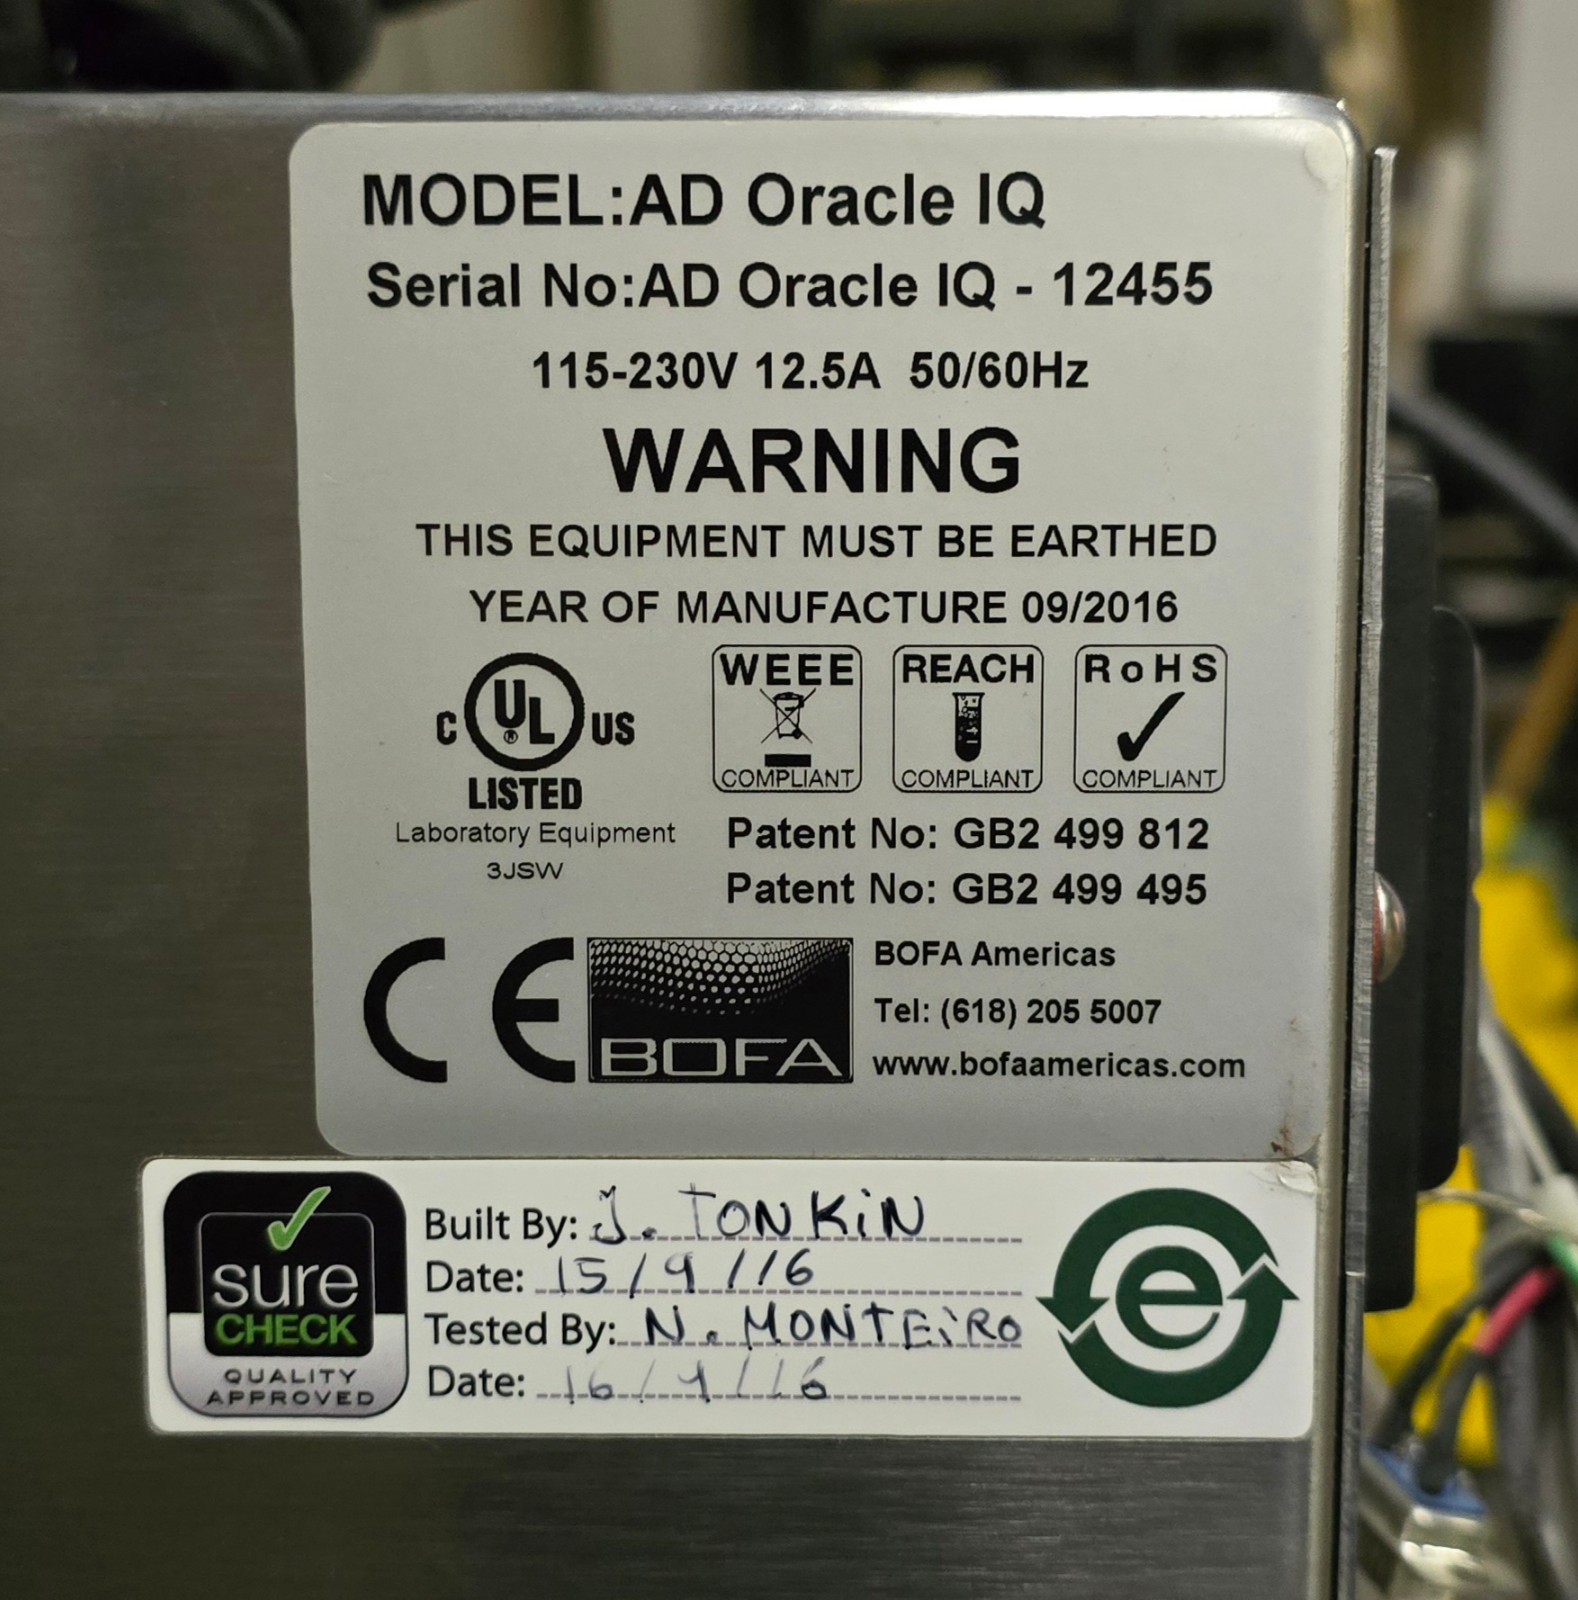 MODEL:AD Oracle IQ
Serial No:AD Oracle IQ - 12455
115-230V 12.5A 50/60Hz
WARNING
THIS EQUIPMENT MUST BE EARTHED
YEAR OF MANUFACTURE 09/2016
C UL® US
LISTED
Laboratory Equipment
3JSW
WEEE
COMPLIANT
REACH
COMPLIANT
RoHS
COMPLIANT
Patent No: GB2 499 812
Patent No: GB2 499 495
CE
BOFA
BOFA Americas
Tel: (618) 205 5007
www.bofaamericas.com
sure
CHECK
QUALITY
APPROVED
Built By: J. TONKiN
Date: 15/9/16
Tested By: N. MONTEiRO
Date: 16/9/16
e